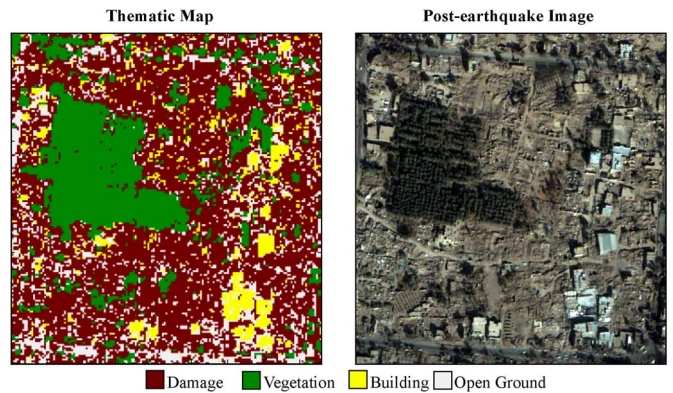 Thematic Map
Post-earthquake Image
Damage
Vegetation
Building
Open Ground